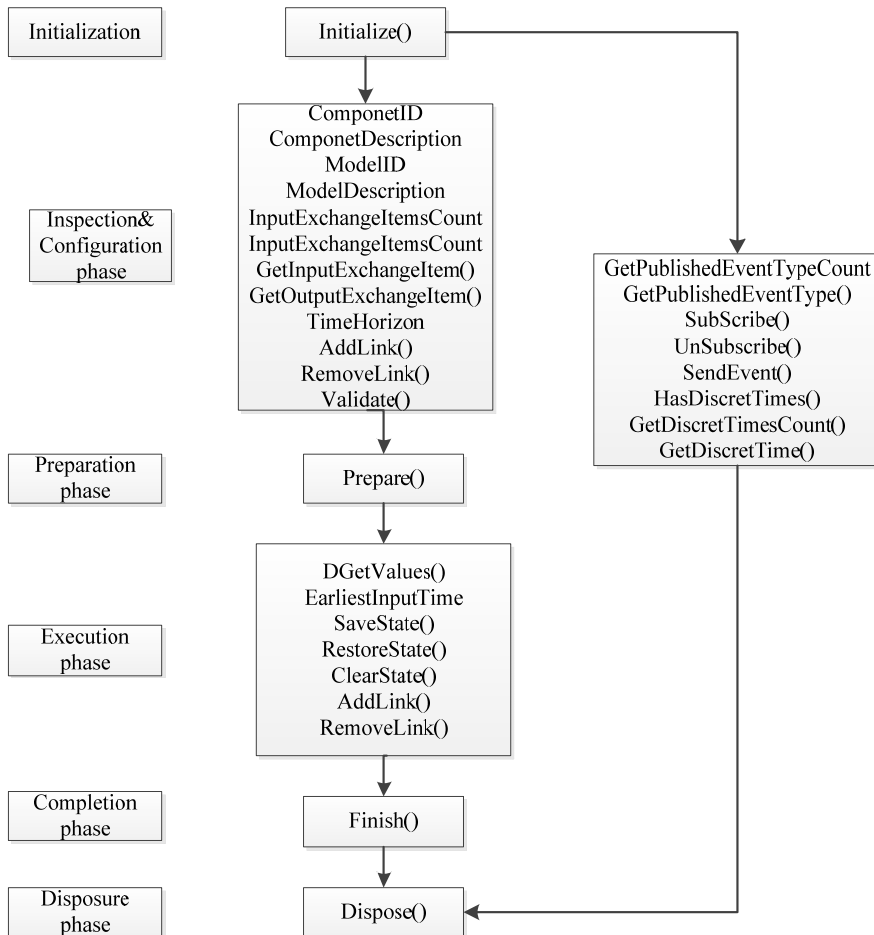 Initialization
Initialize()
ComponetID
ComponetDescription
ModelID
ModelDescription
InputExchangeItemsCount
InputExchangeItemsCount
GetInputExchangeItem()
GetOutputExchangeItem()
TimeHorizon
AddLink()
RemoveLink()
Validate()
Inspection&
Configuration
phase
GetPublishedEventTypeCount
GetPublishedEventType()
SubScribe()
UnSubscribe()
SendEvent()
HasDiscretTimes()
GetDiscretTimesCount()
GetDiscretTime()
Preparation
phase
Prepare()
DGetValues()
EarliestInputTime
SaveState()
RestoreState()
ClearState()
AddLink()
RemoveLink()
Execution
phase
Completion
phase
Finish()
Disposure
phase
Dispose()